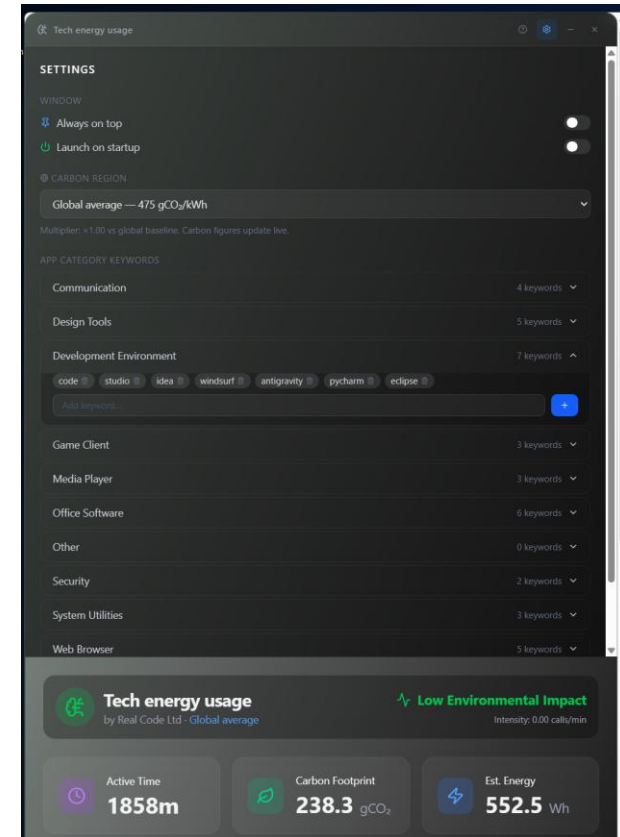 Tech energy usage
SETTINGS
WINDOW
Always on top
Launch on startup
CARBON REGION
Global average — 475 gCO₂/kWh
Multiplier: ×1.00 vs global baseline. Carbon figures update live.
APP CATEGORY KEYWORDS
Communication 4 keywords
Design Tools 5 keywords
Development Environment 7 keywords
code studio idea windsurf antigravity pycharm eclipse
Add keyword...
Game Client 3 keywords
Media Player 3 keywords
Office Software 6 keywords
Other 0 keywords
Security 2 keywords
System Utilities 3 keywords
Web Browser 5 keywords
Tech energy usage Low Environmental Impact
by Real Code Ltd - Global average Intensity: 0.00 calls/min
Active Time Carbon Footprint Est. Energy
1858m 238.3 gCO₂ 552.5 Wh